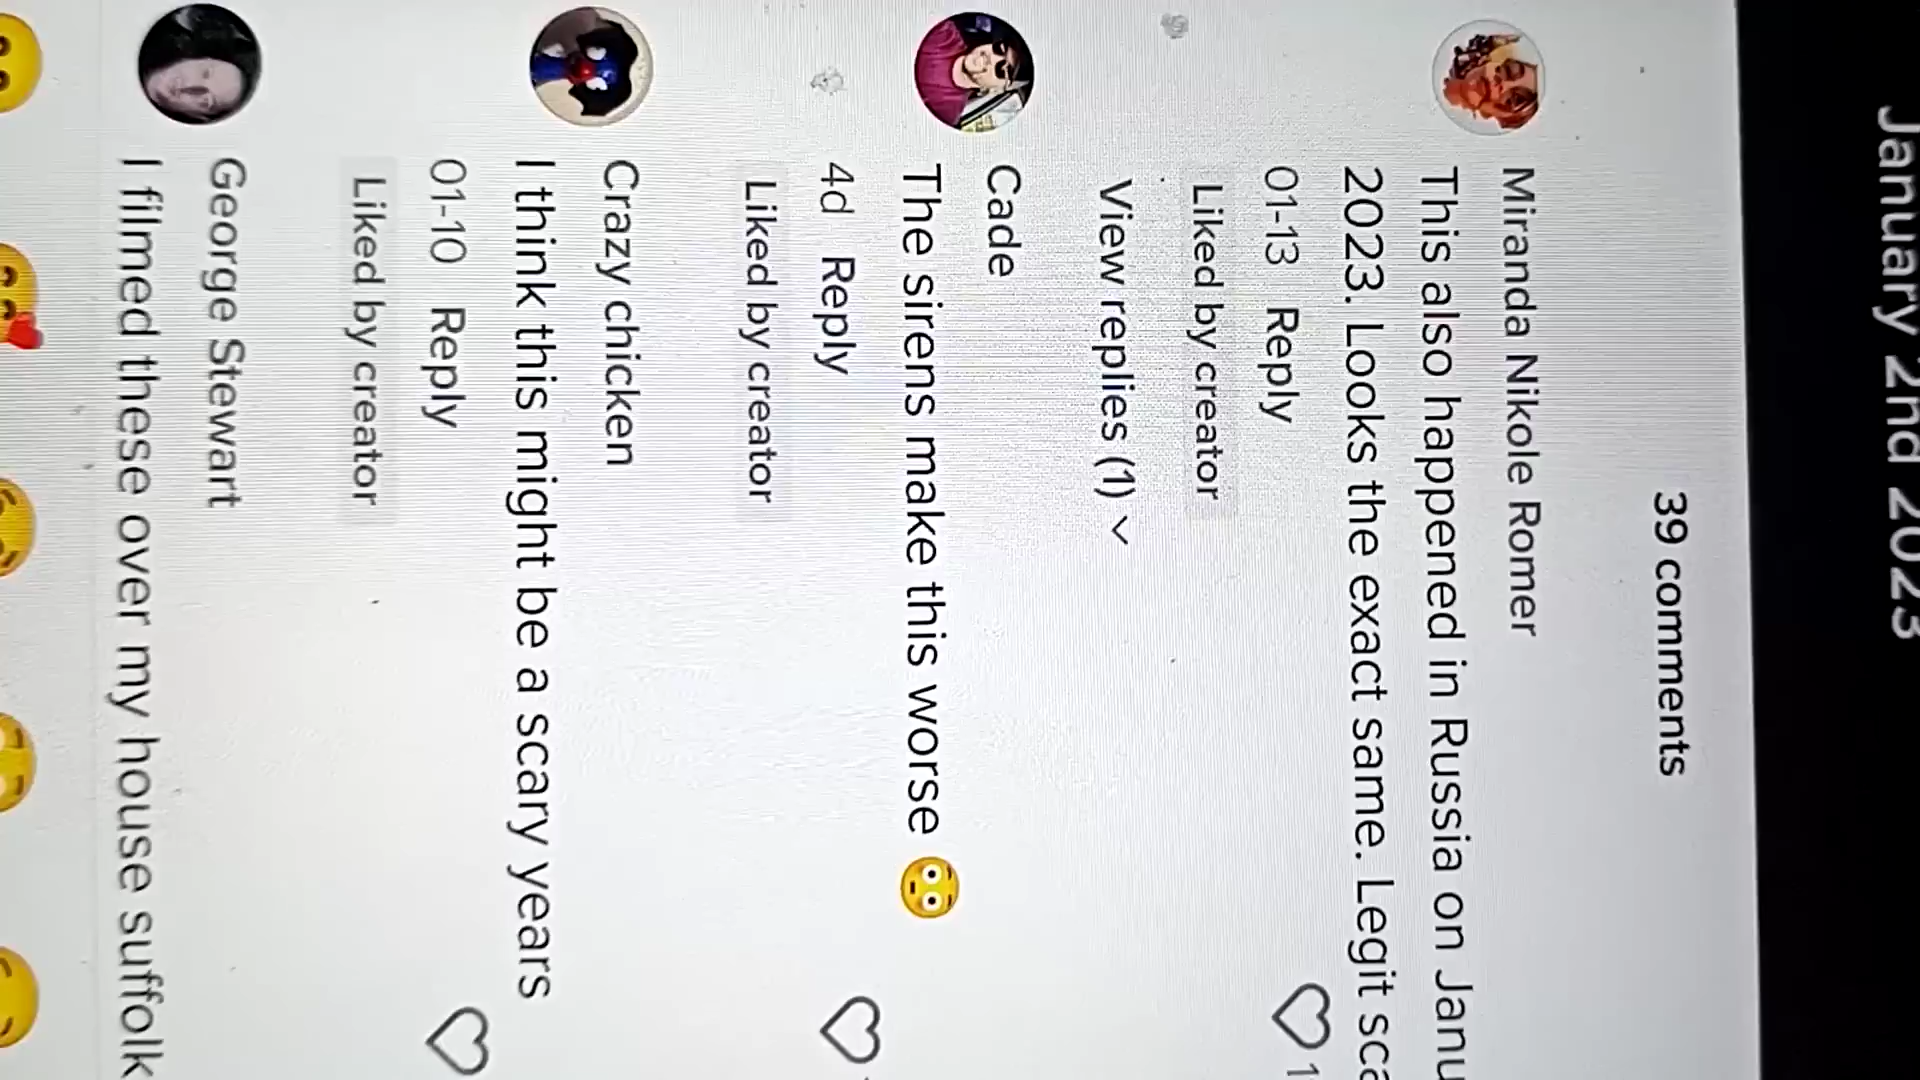 January 2nd 2023
39 comments
Miranda Nikole Romer
This also happened in Russia on Janu
2023. Looks the exact same. Legit sca
01-13 Reply
Liked by creator
View replies (1)
Cade
The sirens make this worse 😳
4d Reply
Liked by creator
Crazy chicken
I think this might be a scary years
01-10 Reply
Liked by creator
George Stewart
I filmed these over my house suffolk